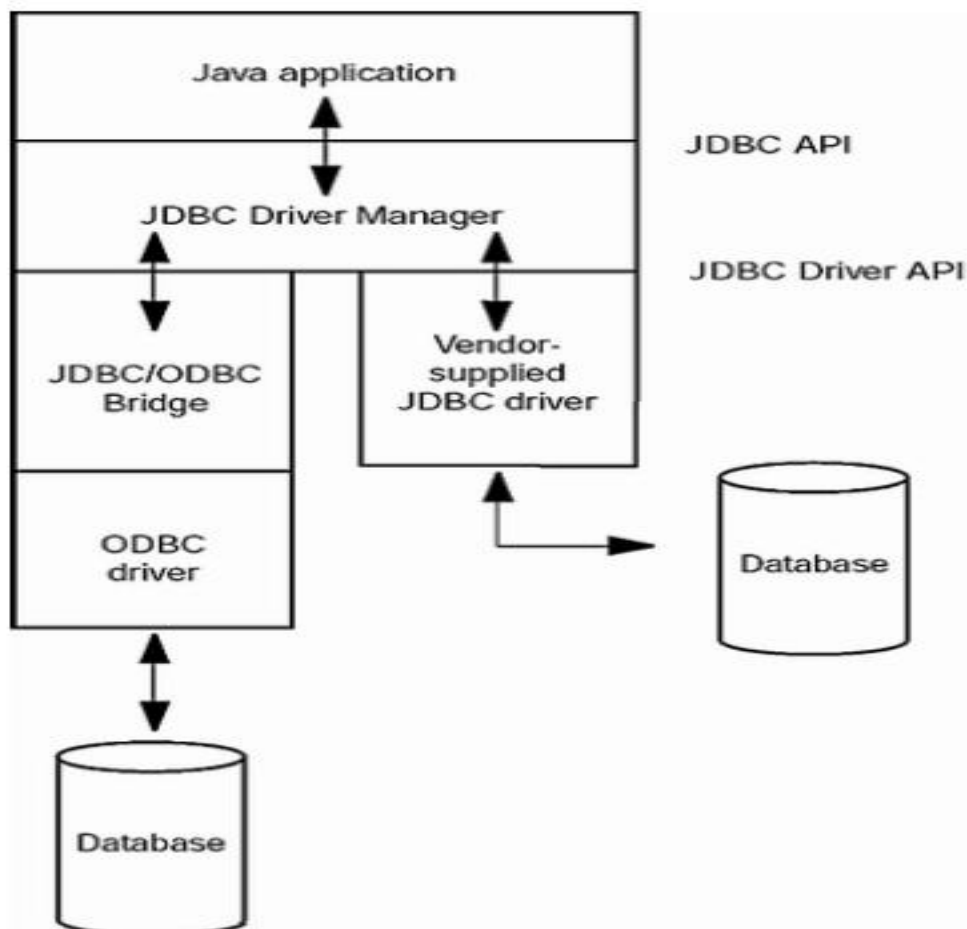 Java application
JDBC API
JDBC Driver Manager
JDBC Driver API
JDBC/ODBC
Bridge
Vendor-
supplied
JDBC driver
ODBC
driver
Database
Database